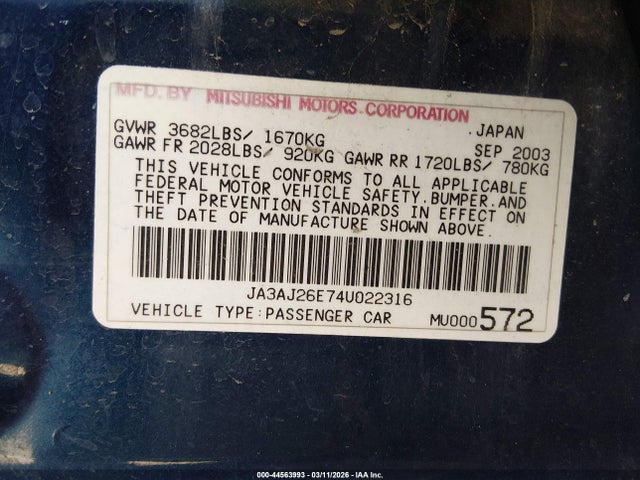 MFD. BY MITSUBISHI MOTORS CORPORATION
GVWR 3682LBS/ 1670KG JAPAN
GAWR FR 2028LBS/ 920KG GAWR RR 1720LBS/ 780KG SEP 2003
THIS VEHICLE CONFORMS TO ALL APPLICABLE
FEDERAL MOTOR VEHICLE SAFETY.BUMPER.AND
THEFT PREVENTION STANDARDS IN EFFECT ON
THE DATE OF MANUFACTURE SHOWN ABOVE.
JA3AJ26E74U022316
VEHICLE TYPE:PASSENGER CAR MU000572
000-44563993 - 03/11/2026 - IAA Inc.